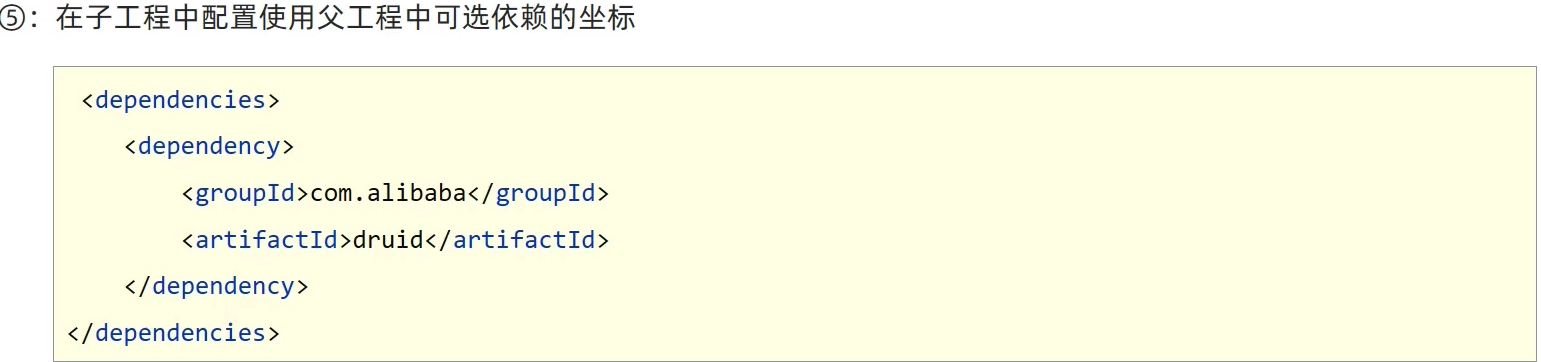 ⑤：在子工程中配置使用父工程中可选依赖的坐标
<dependencies>
<dependency>
<groupId>com.alibaba</groupId>
<artifactId>druid</artifactId>
</dependency>
</dependencies>